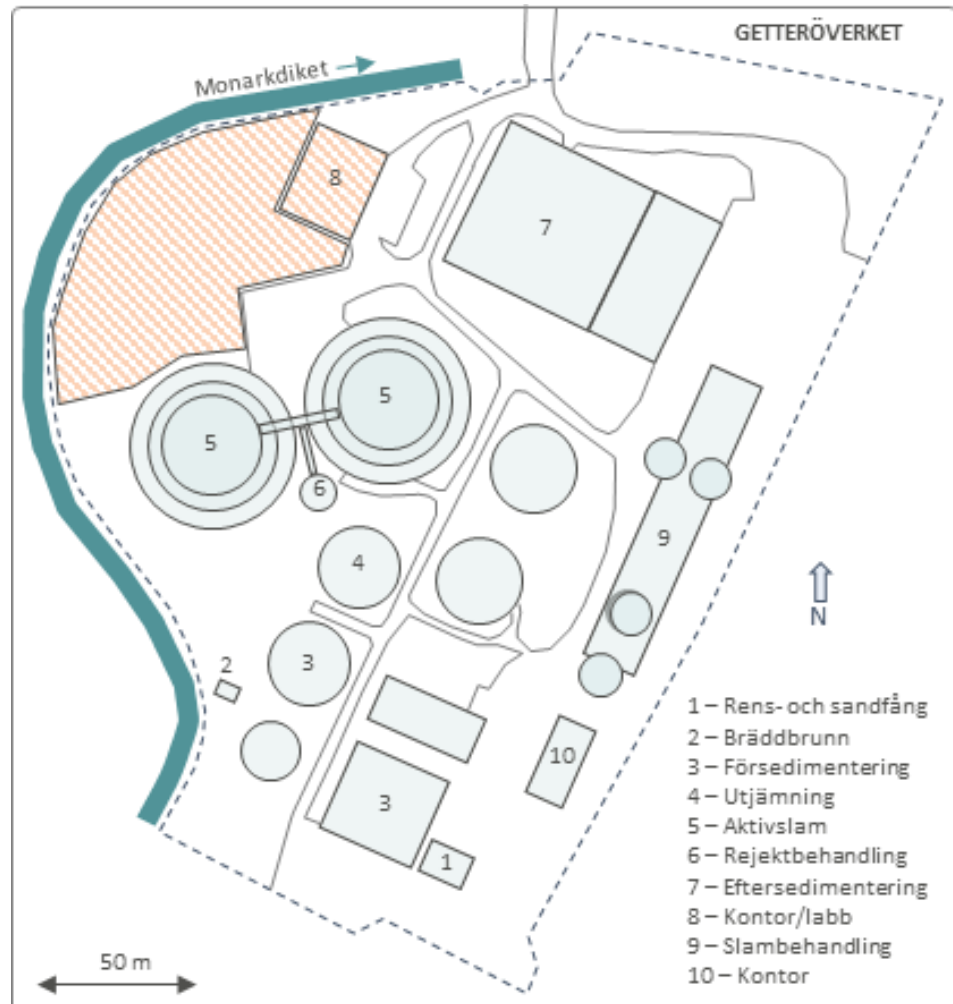 GETTERÖVERKET
Monarkdiket
8
7
5
5
6
9
4
3
2
10
3
1
N
1 – Rens- och sandfång
2 – Bräddbrunn
3 – Försedimentering
4 – Utjämning
5 – Aktivslam
6 – Rejektbehandling
7 – Eftersedimentering
8 – Kontor/labb
9 – Slambehandling
10 – Kontor
50 m